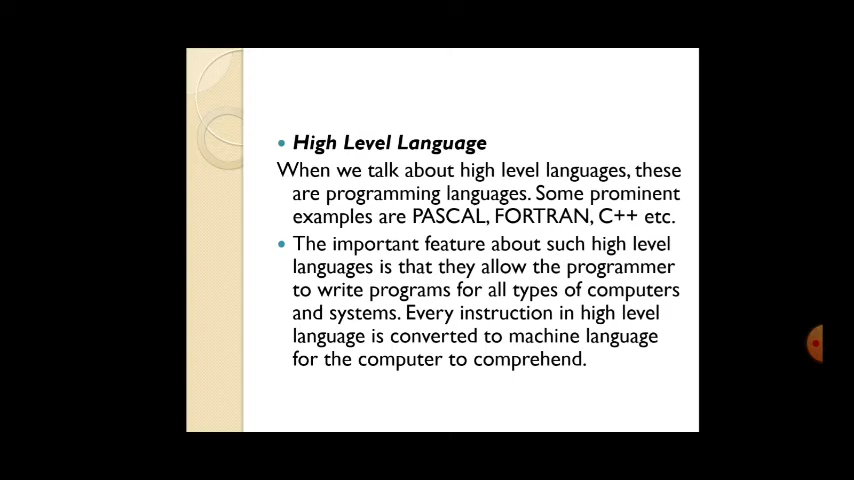 • High Level Language
When we talk about high level languages, these
are programming languages. Some prominent
examples are PASCAL, FORTRAN, C++ etc.
• The important feature about such high level
languages is that they allow the programmer
to write programs for all types of computers
and systems. Every instruction in high level
language is converted to machine language
for the computer to comprehend.